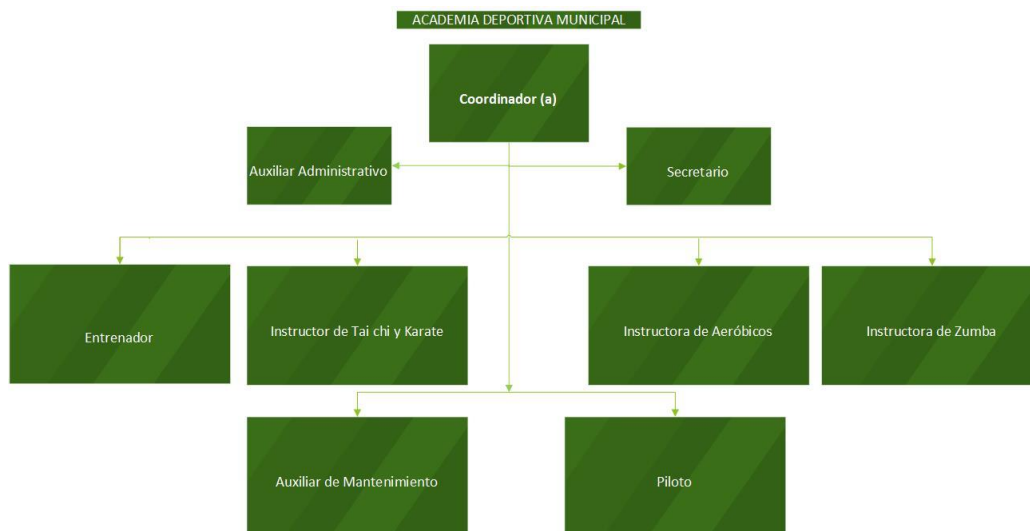 ACADEMIA DEPORTIVA MUNICIPAL
Coordinador (a)
Auxiliar Administrativo
Secretario
Entrenador
Instructor de Tai chi y Karate
Instructora de Aeróbicos
Instructora de Zumba
Auxiliar de Mantenimiento
Piloto